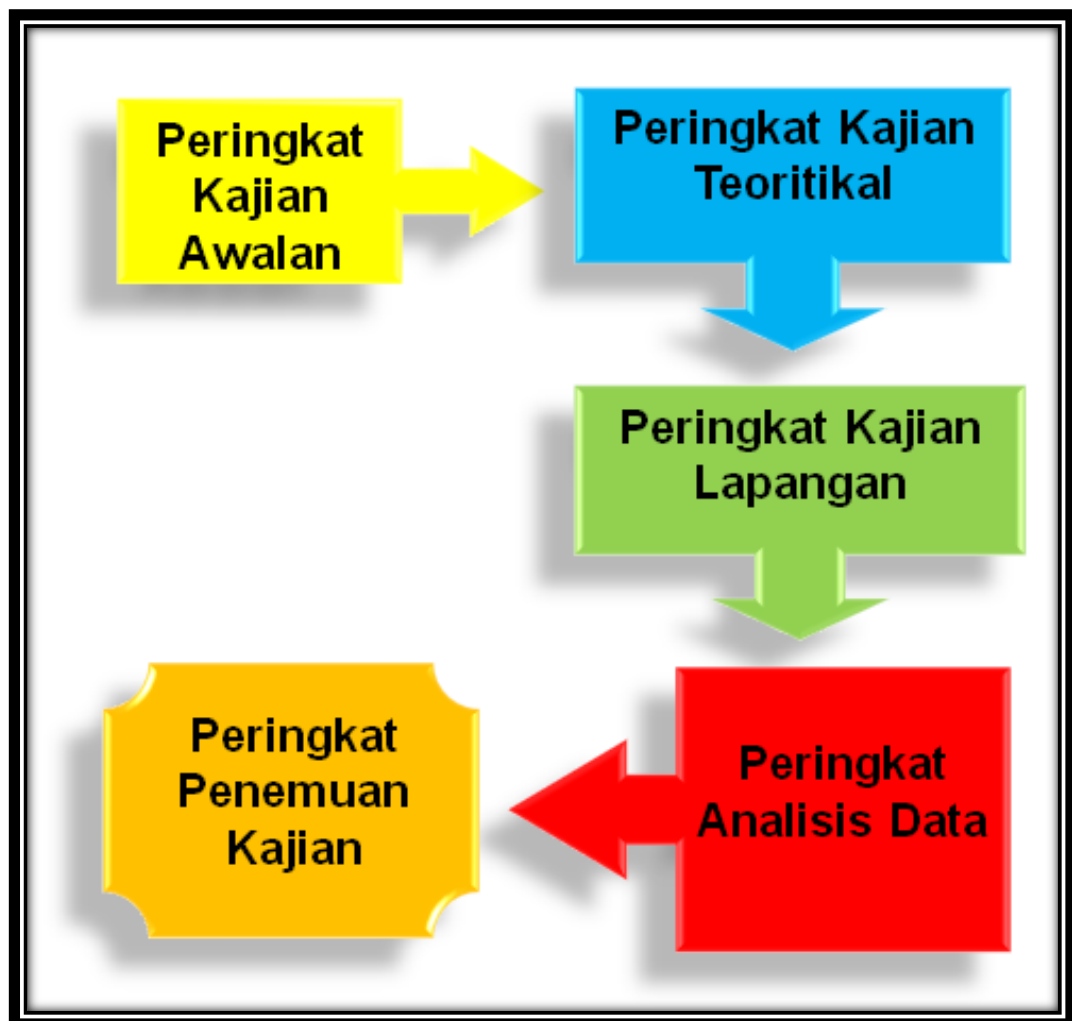 Peringkat
Kajian
Awalan
Peringkat Kajian
Teoritikal
Peringkat Kajian
Lapangan
Peringkat
Analisis Data
Peringkat
Penemuan
Kajian